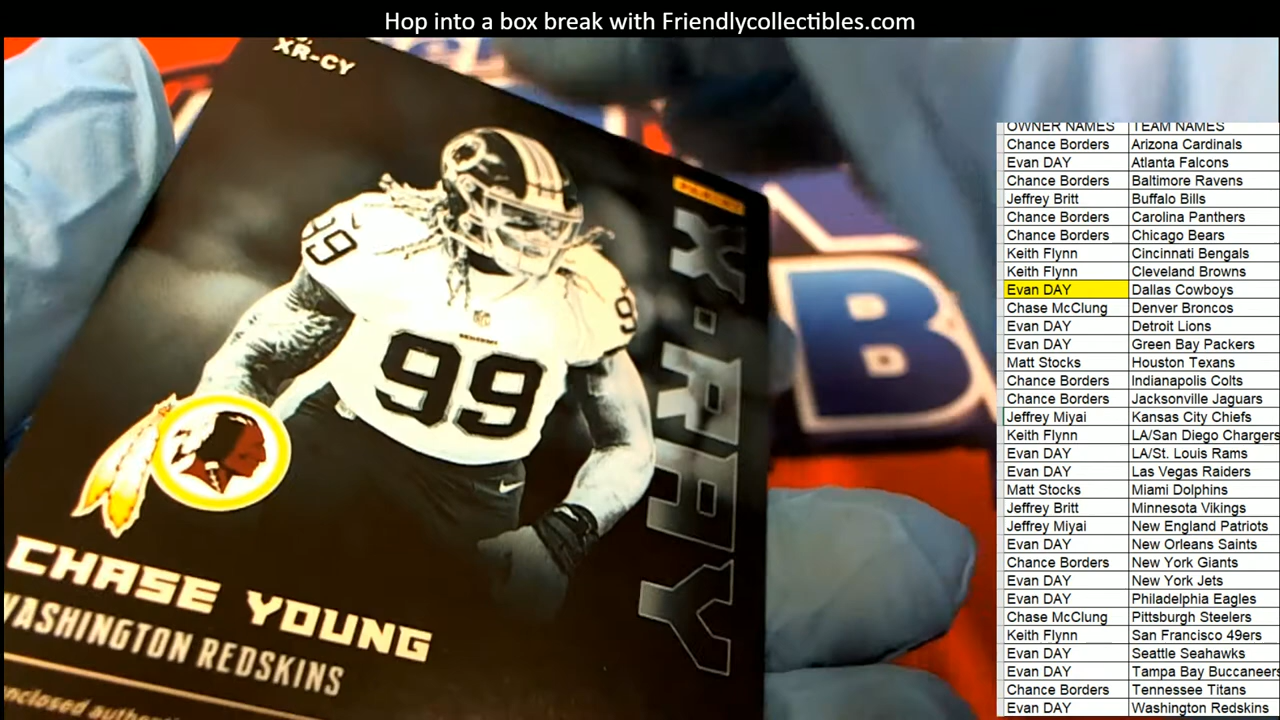 Hop into a box break with Friendlycollectibles.com
XR-CY
PANINI
X-RAY
99
99
99
REDSKINS
B
CHASE YOUNG
WASHINGTON REDSKINS
enclosed
OWNER NAMES TEAM NAMES
Chance Borders Arizona Cardinals
Evan DAY Atlanta Falcons
Chance Borders Baltimore Ravens
Jeffrey Britt Buffalo Bills
Chance Borders Carolina Panthers
Chance Borders Chicago Bears
Keith Flynn Cincinnati Bengals
Keith Flynn Cleveland Browns
Evan DAY Dallas Cowboys
Chase McClung Denver Broncos
Evan DAY Detroit Lions
Evan DAY Green Bay Packers
Matt Stocks Houston Texans
Chance Borders Indianapolis Colts
Chance Borders Jacksonville Jaguars
Jeffrey Miyai Kansas City Chiefs
Keith Flynn LA/San Diego Chargers
Evan DAY LA/St. Louis Rams
Evan DAY Las Vegas Raiders
Matt Stocks Miami Dolphins
Jeffrey Britt Minnesota Vikings
Jeffrey Miyai New England Patriots
Evan DAY New Orleans Saints
Chance Borders New York Giants
Evan DAY New York Jets
Evan DAY Philadelphia Eagles
Chase McClung Pittsburgh Steelers
Keith Flynn San Francisco 49ers
Evan DAY Seattle Seahawks
Evan DAY Tampa Bay Buccaneers
Chance Borders Tennessee Titans
Evan DAY Washington Redskins